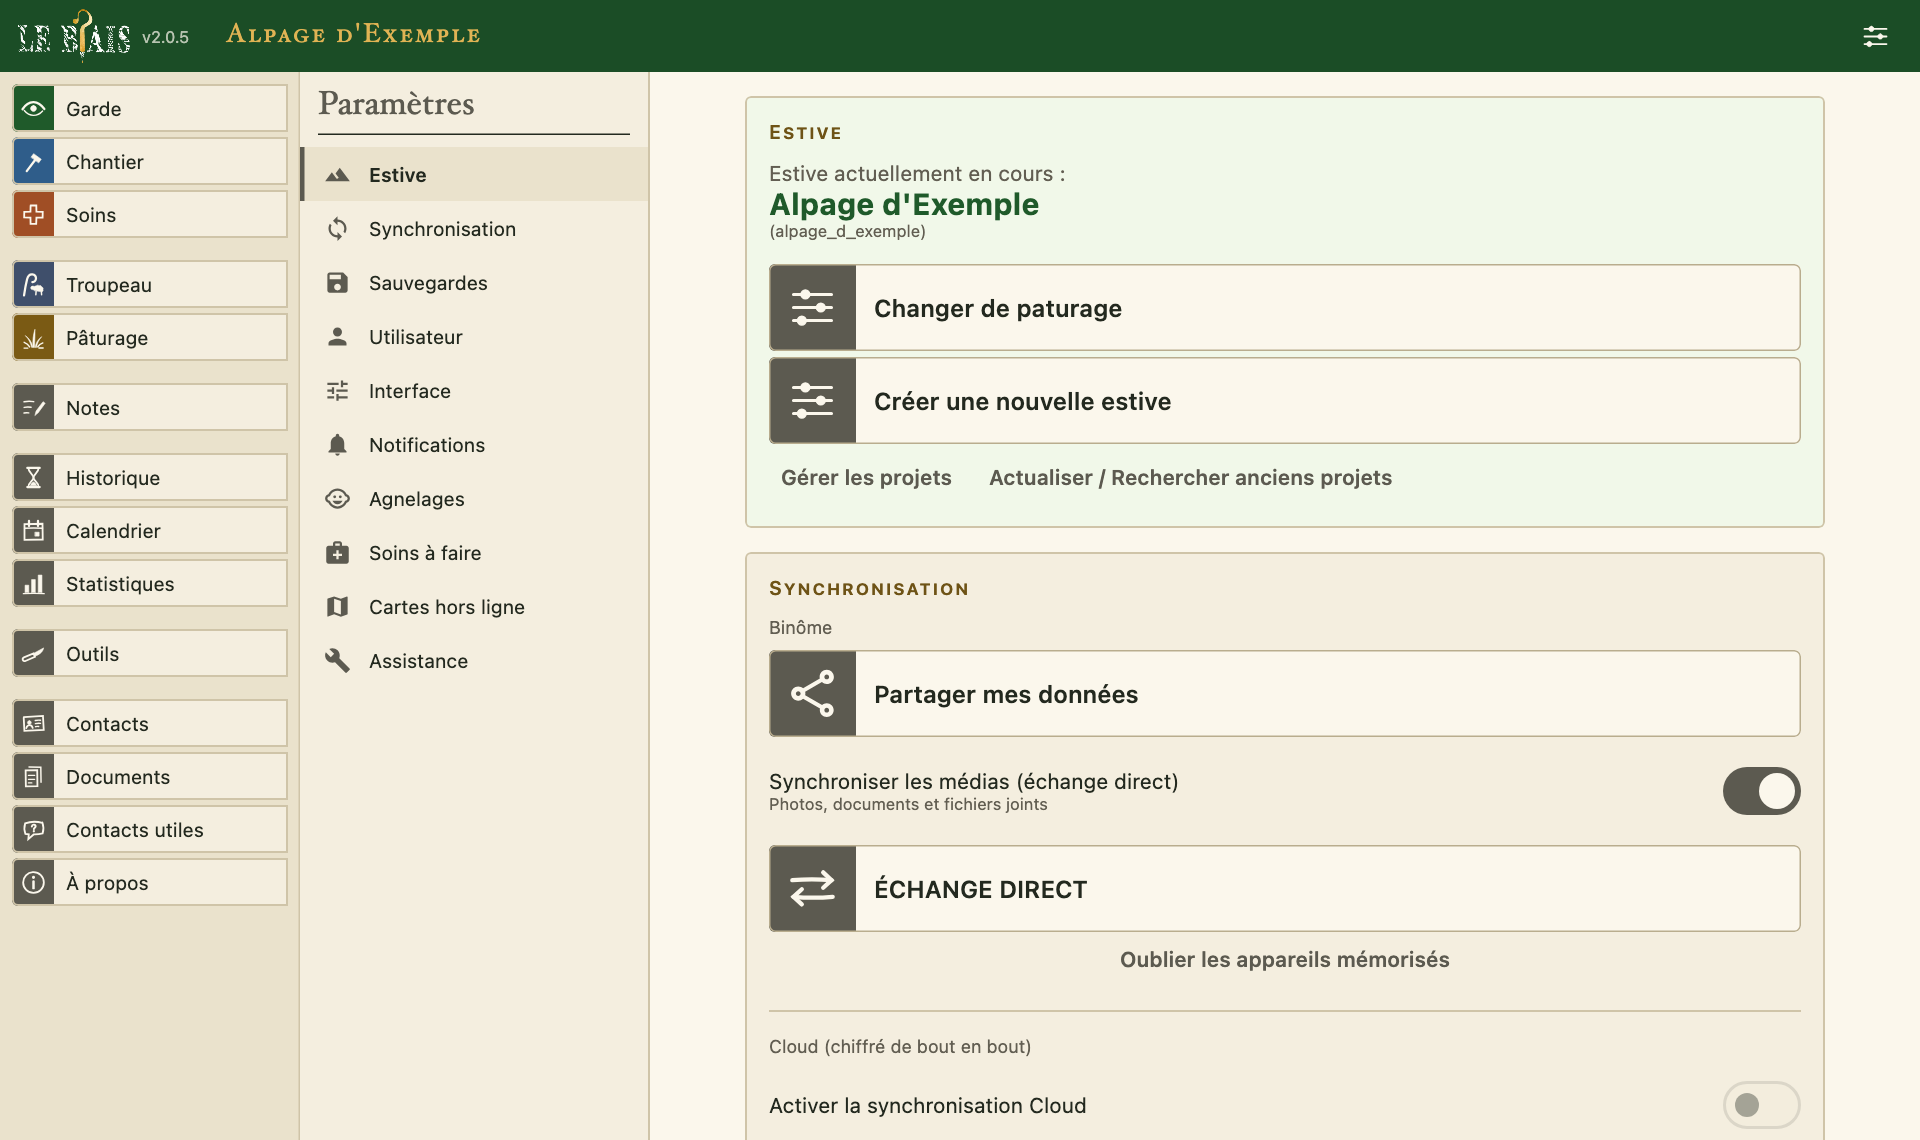 LE BIAIS v2.0.5 Alpage d'Exemple
Garde
Chantier
Soins
Troupeau
Pâturage
Notes
Historique
Calendrier
Statistiques
Outils
Contacts
Documents
Contacts utiles
À propos
Paramètres
Estive
Synchronisation
Sauvegardes
Utilisateur
Interface
Notifications
Agnelages
Soins à faire
Cartes hors ligne
Assistance
Estive
Estive actuellement en cours :
Alpage d'Exemple
(alpage_d_exemple)
Changer de paturage
Créer une nouvelle estive
Gérer les projets Actualiser / Rechercher anciens projets
Synchronisation
Binôme
Partager mes données
Synchroniser les médias (échange direct)
Photos, documents et fichiers joints
ÉCHANGE DIRECT
Oublier les appareils mémorisés
Cloud (chiffré de bout en bout)
Activer la synchronisation Cloud